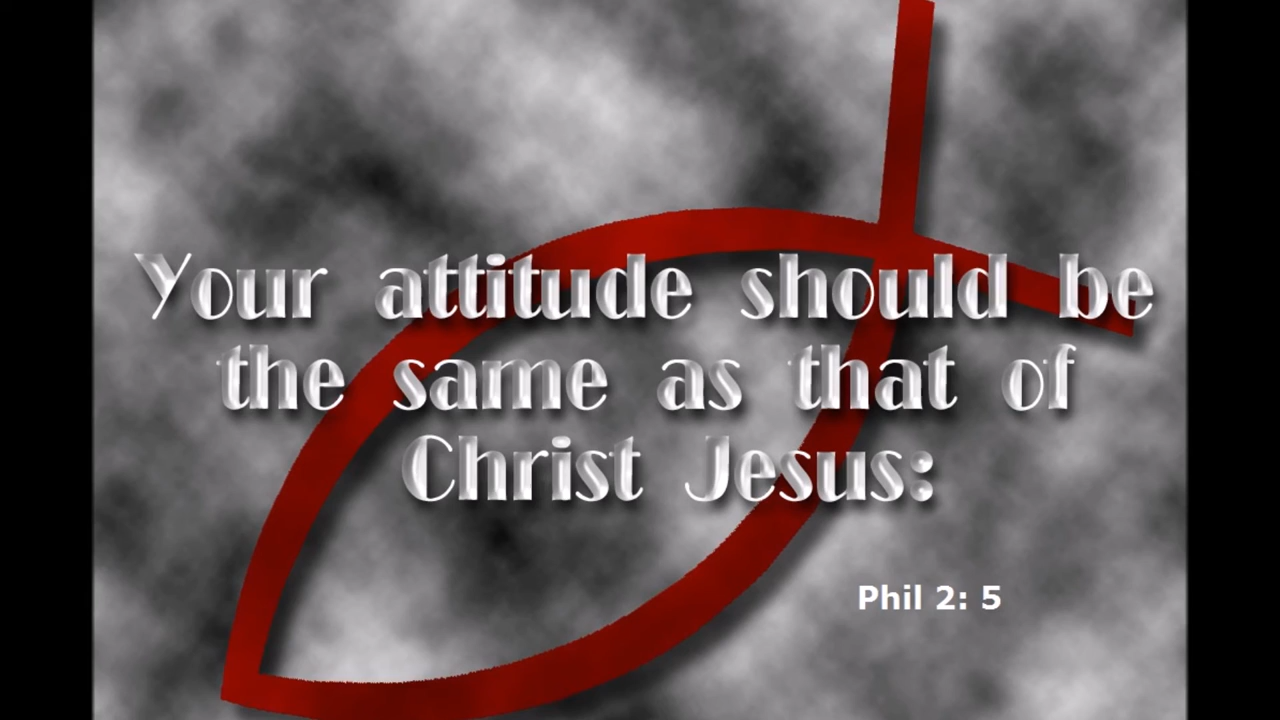 Your attitude should be
the same as that of
Christ Jesus:
Phil 2: 5